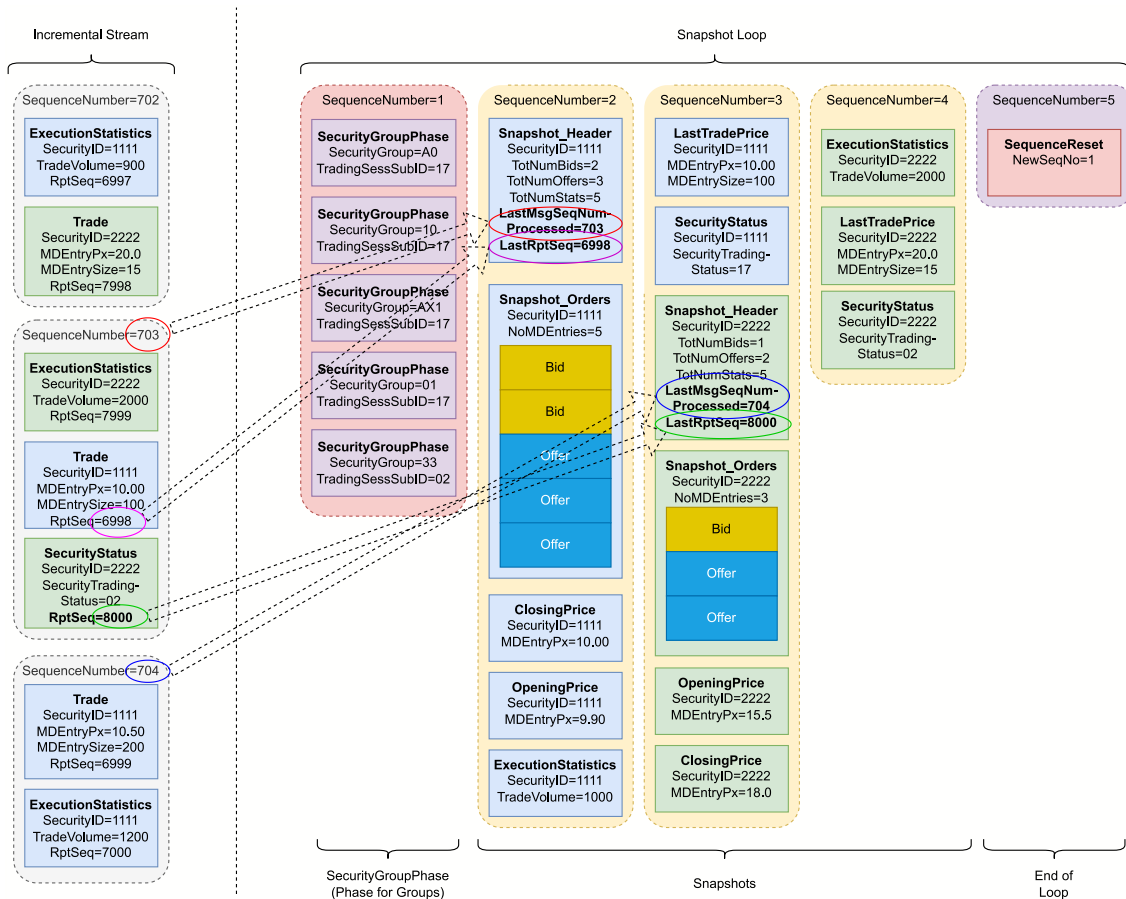 Incremental Stream
SequenceNumber=702
ExecutionStatistics
SecurityID=1111
TradeVolume=900
RptSeq=6997
Trade
SecurityID=2222
MDEntryPx=20.0
MDEntrySize=15
RptSeq=7998
SequenceNumber=703
ExecutionStatistics
SecurityID=2222
TradeVolume=2000
RptSeq=7999
Trade
SecurityID=1111
MDEntryPx=10.00
MDEntrySize=100
RptSeq=6998
SecurityStatus
SecurityID=2222
SecurityTrading-
Status=02
RptSeq=8000
SequenceNumber=704
Trade
SecurityID=1111
MDEntryPx=10.50
MDEntrySize=200
RptSeq=6999
ExecutionStatistics
SecurityID=1111
TradeVolume=1200
RptSeq=7000
Snapshot Loop
SequenceNumber=1
SecurityGroupPhase
SecurityGroup=A0
TradingSessSubID=17
SecurityGroupPhase
SecurityGroup=10
TradingSessSubID=17
SecurityGroupPhase
SecurityGroup=AX1
TradingSessSubID=17
SecurityGroupPhase
SecurityGroup=01
TradingSessSubID=17
SecurityGroupPhase
SecurityGroup=33
TradingSessSubID=02
SequenceNumber=2
Snapshot_Header
SecurityID=1111
TotNumBids=2
TotNumOffers=3
TotNumStats=5
LastMsgSeqNum-
Processed=703
LastRptSeq=6998
Snapshot_Orders
SecurityID=1111
NoMDEntries=5
Bid
Bid
Offer
Offer
Offer
ClosingPrice
SecurityID=1111
MDEntryPx=10.00
OpeningPrice
SecurityID=1111
MDEntryPx=9.90
ExecutionStatistics
SecurityID=1111
TradeVolume=1000
SequenceNumber=3
LastTradePrice
SecurityID=1111
MDEntryPx=10.00
MDEntrySize=100
SecurityStatus
SecurityID=1111
SecurityTrading-
Status=17
Snapshot_Header
SecurityID=2222
TotNumBids=1
TotNumOffers=2
TotNumStats=5
LastMsgSeqNum-
Processed=704
LastRptSeq=8000
Snapshot_Orders
SecurityID=2222
NoMDEntries=3
Bid
Offer
Offer
OpeningPrice
SecurityID=2222
MDEntryPx=15.5
ClosingPrice
SecurityID=2222
MDEntryPx=18.0
SequenceNumber=4
ExecutionStatistics
SecurityID=2222
TradeVolume=2000
LastTradePrice
SecurityID=2222
MDEntryPx=20.0
MDEntrySize=15
SecurityStatus
SecurityID=2222
SecurityTrading-
Status=02
SequenceNumber=5
SequenceReset
NewSeqNo=1
SecurityGroupPhase
(Phase for Groups)
Snapshots
End of
Loop